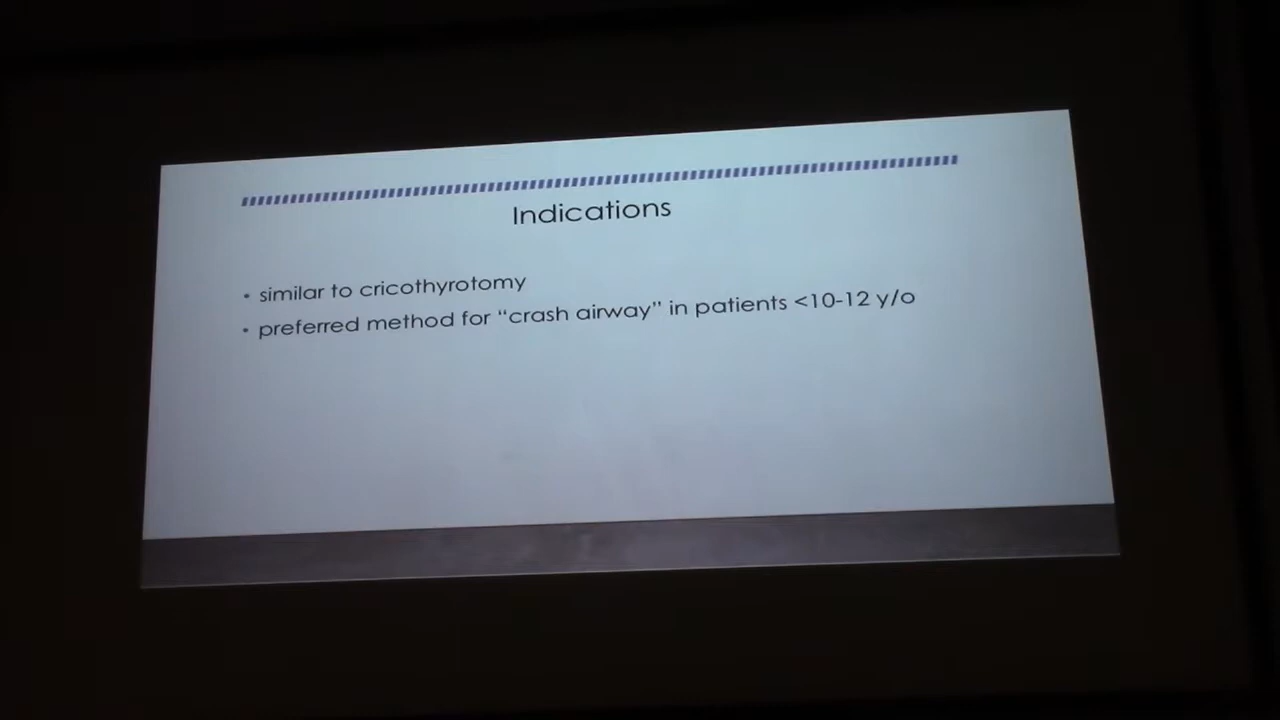 Indications
• similar to cricothyrotomy
• preferred method for “crash airway” in patients <10-12 y/o